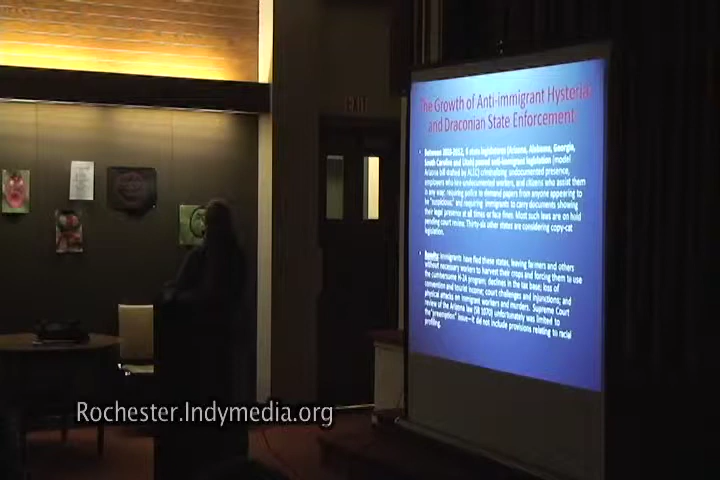 EXIT
The Growth of Anti-immigrant Hysteria
and Draconian State Enforcement
• Between 2010-2012, 5 state legislatures (Arizona, Alabama, Georgia,
South Carolina and Utah) passed anti-immigrant legislation (model
Arizona bill drafted by ALEC) criminalizing undocumented presence,
employers who hire undocumented workers, and citizens who assist them
in any way; requiring police to demand papers from anyone appearing to
be "suspicious" and requiring immigrants to carry documents showing
their legal presence at all times or face fines. Most such laws are on hold
pending court review. Thirty-six other states are considering copy-cat
legislation.
• Results: Immigrants have fled these states, leaving farmers and others
without necessary workers to harvest their crops and forcing them to use
the cumbersome H-2A program; declines in the tax base; loss of
convention and tourist income; court challenges and injunctions; and
physical attacks on immigrant workers and murders. Supreme Court
review of the Arizona law (SB 1070) unfortunately was limited to
the "preemption" issue—it did not include provisions relating to racial
profiling.
Rochester.Indymedia.org